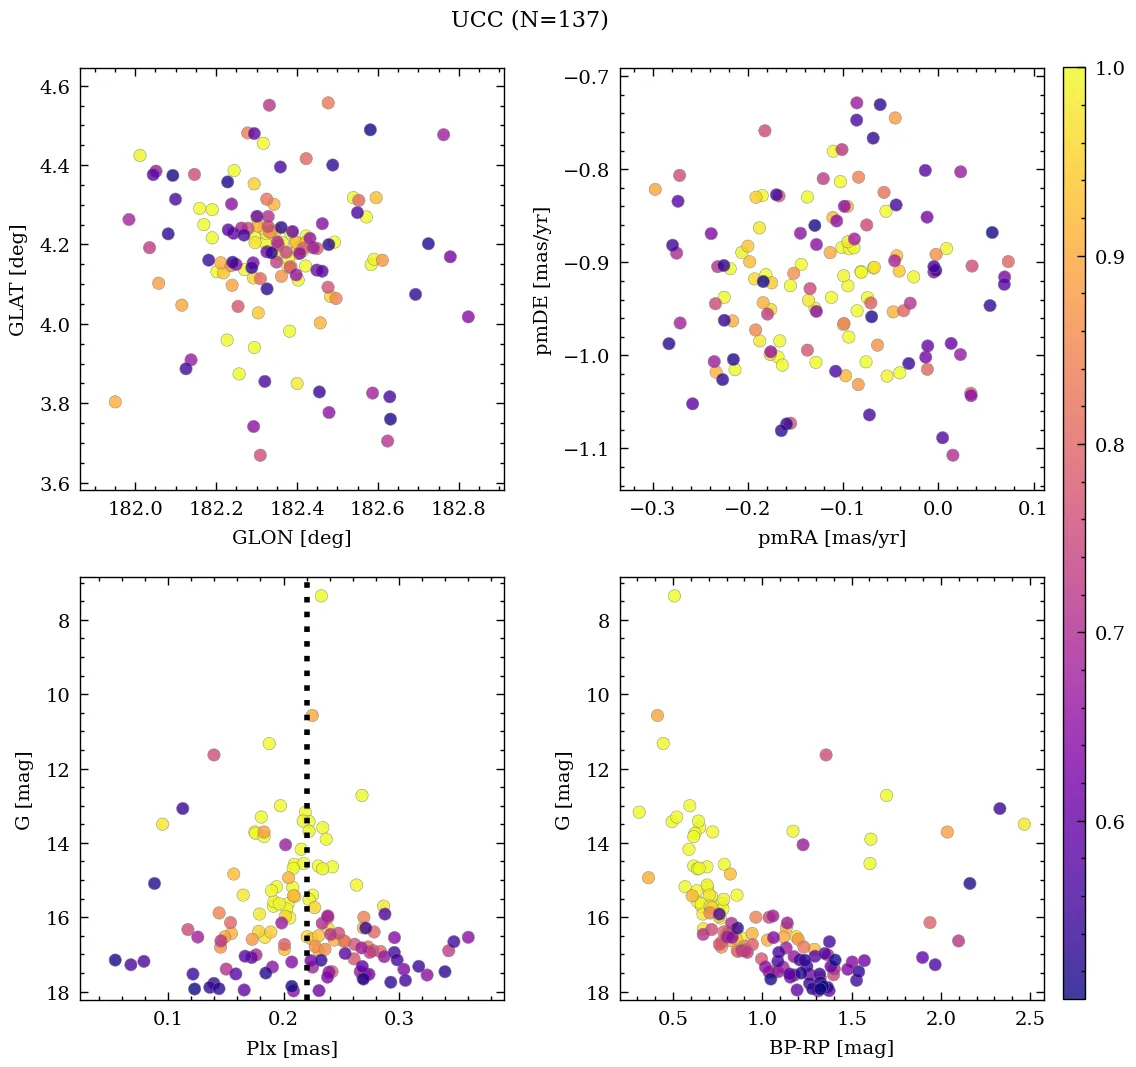 UCC (N=137)
4.6
4.4
4.2
4.0
3.8
3.6
GLAT [deg]
182.0 182.2 182.4 182.6 182.8
GLON [deg]
−0.7
−0.8
−0.9
−1.0
−1.1
pmDE [mas/yr]
−0.3 −0.2 −0.1 0.0 0.1
pmRA [mas/yr]
1.0
0.9
0.8
0.7
0.6
8
10
12
14
16
18
G [mag]
0.1 0.2 0.3
Plx [mas]
8
10
12
14
16
18
G [mag]
0.5 1.0 1.5 2.0 2.5
BP-RP [mag]